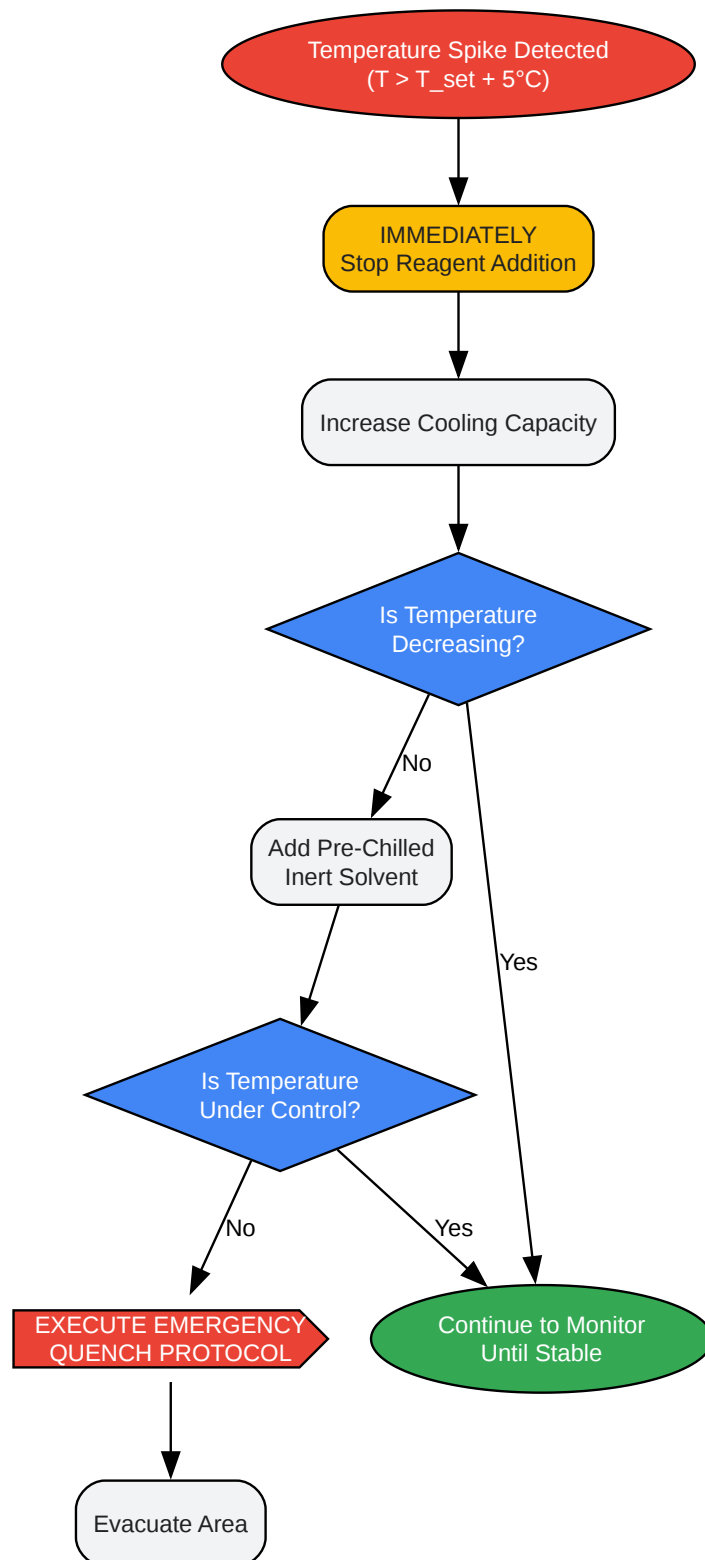 Temperature Spike Detected
(T > T_set + 5°C)
IMMEDIATELY
Stop Reagent Addition
Increase Cooling Capacity
Is Temperature
Decreasing?
No
Add Pre-Chilled
Inert Solvent
Yes
Is Temperature
Under Control?
No
Yes
EXECUTE EMERGENCY
QUENCH PROTOCOL
Continue to Monitor
Until Stable
Evacuate Area